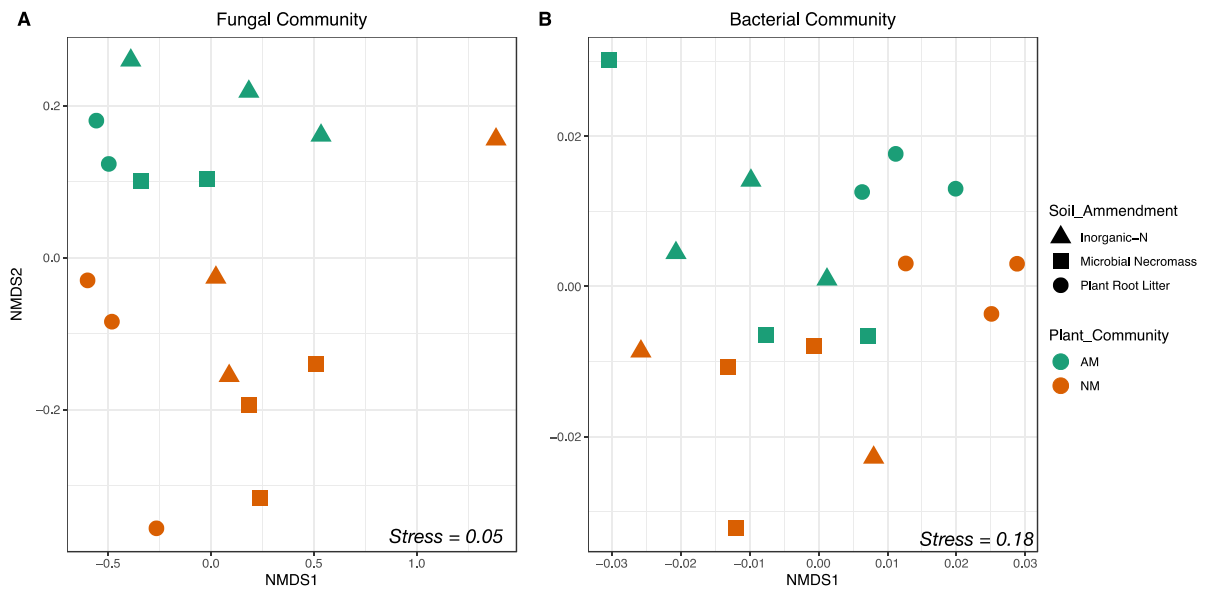 A
Fungal Community
0.2
0.0
−0.2
NMDS2
−0.5
0.0
0.5
1.0
NMDS1
Stress = 0.05
B
Bacterial Community
0.02
0.00
−0.02
−0.03
−0.02
−0.01
0.00
0.01
0.02
0.03
NMDS1
Stress = 0.18
Soil_Ammendment
Inorganic−N
Microbial Necromass
Plant Root Litter
Plant_Community
AM
NM